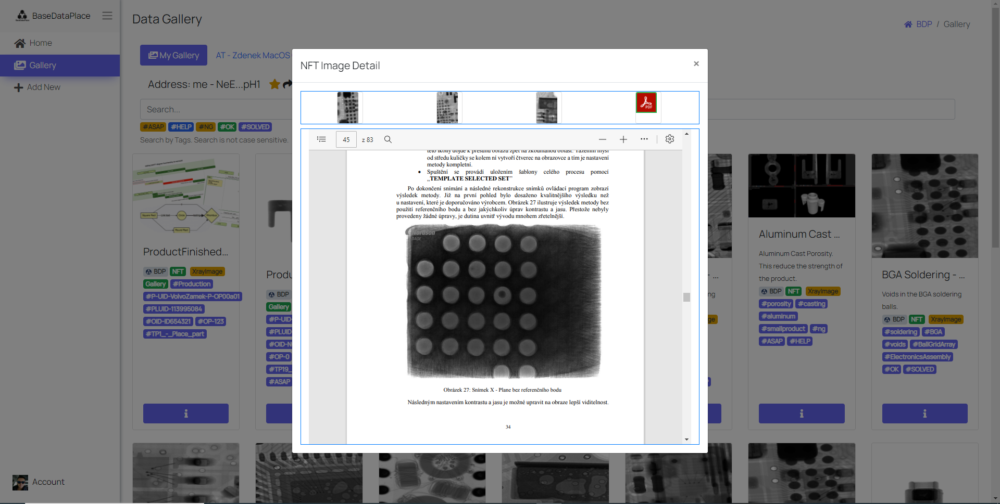 BaseDataPlace
Home
Gallery
Add New
Account
Data Gallery
BDP / Gallery
My Gallery
AT - Zdenek MacOS
Address: me - NeE...pH1
Search...
#ASAP #HELP #NG #OK #SOLVED
Search by Tags. Search is not case sensitive.
ProductFinished...
BDP NFT XrayImage
Gallery #Production
#P-UID-VolvoZamek-P-OP00a01
#PLUID-113995084
#OID-ID654321 #OP-123
#TP1_-_Place_part
BDP
Gallery
#OP-0
#ASAP
NFT Image Detail
×
PDF
45 z 83
této ikony dojde k přesunu obrazu zpět na zkoumanou oblast. Tažením myší
od středu kuličky se kolem ní vytvoří čtverec na obrazovce a tím je nastavení
metody kompletní.
• Spuštění se provádí uložením šablony celého procesu pomocí
„TEMPLATE SELECTED SET”
Po dokončení snímání a následné rekonstrukce snímků ovládací program zobrazí
výsledek metody. Již na první pohled bylo dosaženo kvalitnějšího výsledku než
u nastavení, které je doporučováno výrobcem. Obrázek 27 ilustruje výsledek metody bez
použití referenčního bodu a bez jakýchkoliv úprav kontrastu a jasu. Přestože nebyly
provedeny žádné úpravy, je dutina uvnitř vývodu mnohem zřetelnější.
Nordson
DAGE
Obrázek 27: Snímek X - Plane bez referenčního bodu
Následným nastavením kontrastu a jasu je možné upravit na obraze lepší viditelnost.
34
Aluminum Cast ...
Aluminum Cast Porosity.
This reduce the strength of
the product.
BDP NFT XrayImage
#porosity #casting
#aluminum
#smallproduct #ng
#ASAP #HELP
BGA Soldering - ...
Voids in the BGA soldering
balls.
BDP NFT XrayImage
#soldering #BGA
#voids #BallGridArray
#ElectronicsAssembly
#OK #SOLVED